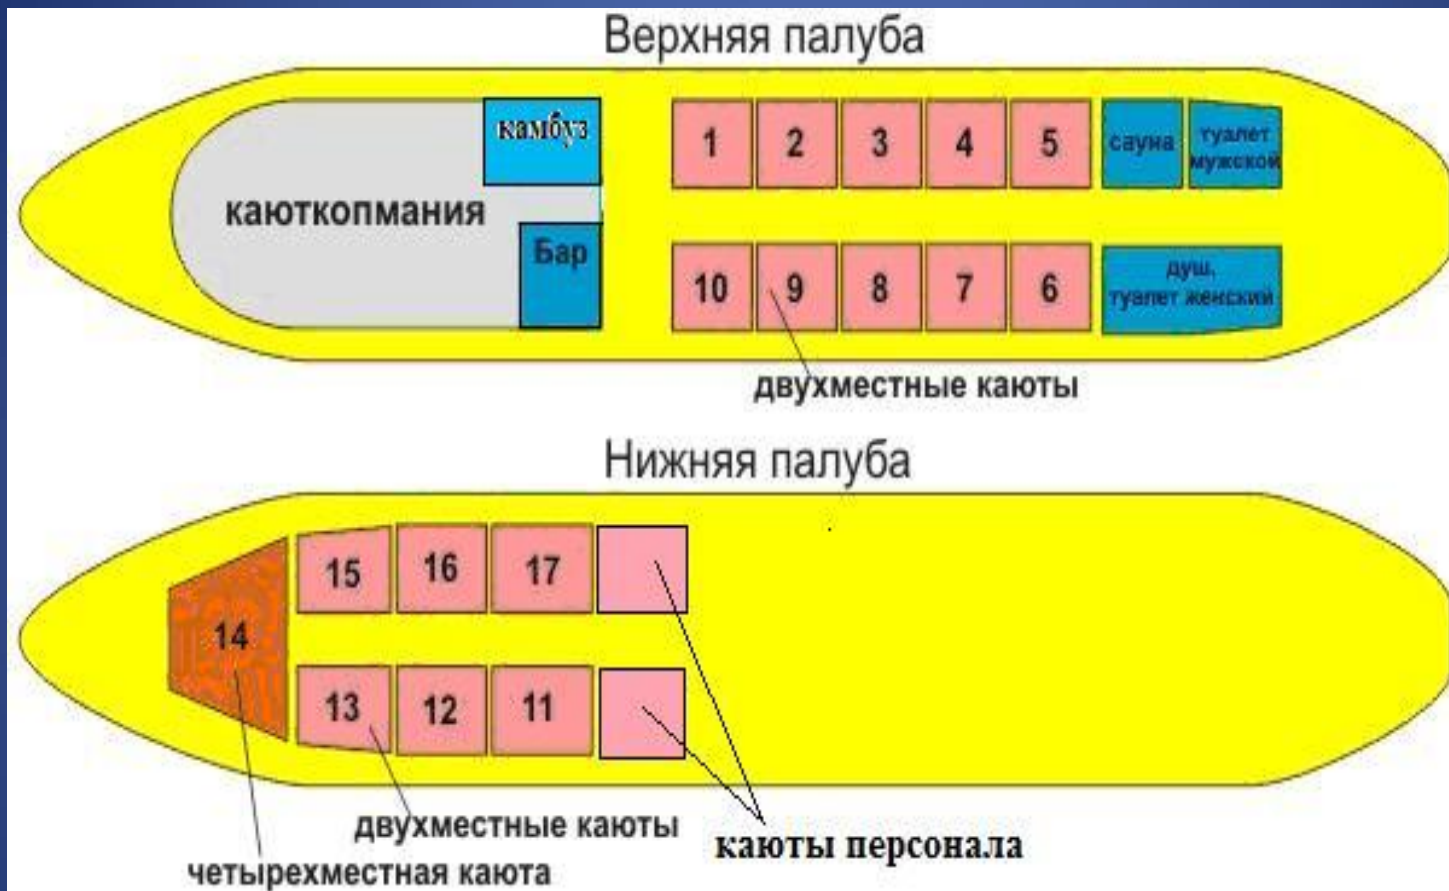 Верхняя палуба
камбуз
1 2 3 4 5 сауна туалет
мужской
каюткопмания
Бар
10 9 8 7 6 душ,
туалет женский
двухместные каюты
Нижняя палуба
15 16 17
14
13 12 11
двухместные каюты
каюты персонала
четырехместная каюта